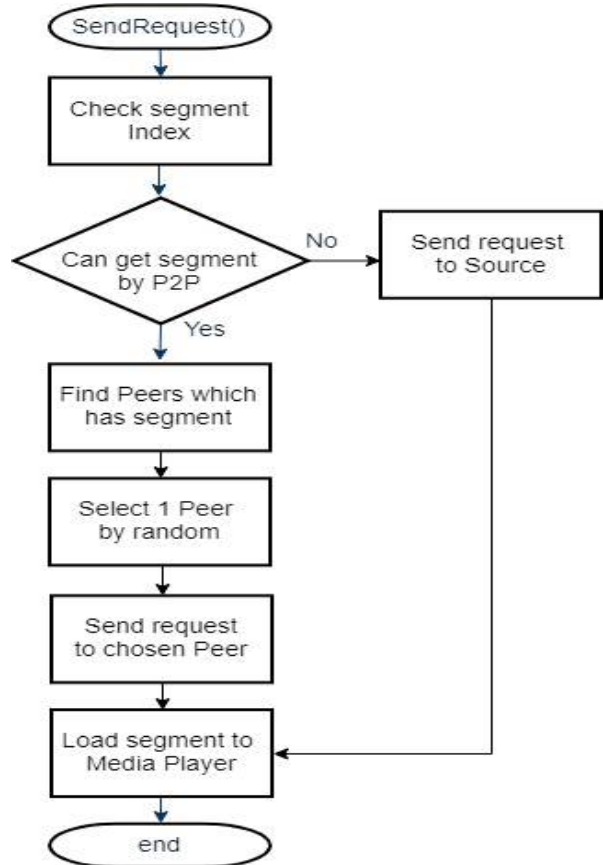 SendRequest()
Check segment
Index
Can get segment
by P2P
No
Send request
to Source
Yes
Find Peers which
has segment
Select 1 Peer
by random
Send request
to chosen Peer
Load segment to
Media Player
end